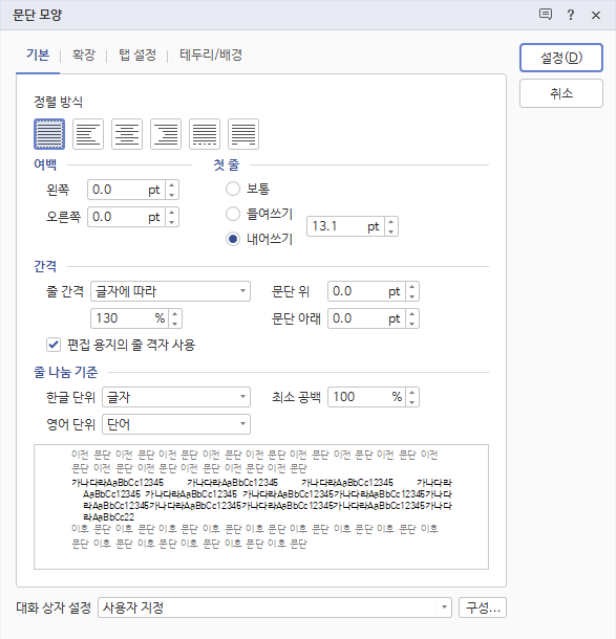 문단 모양
?
기본 확장 탭 설정 테두리/배경
설정(D)
취소
정렬 방식
여백 첫 줄
왼쪽 0.0 pt 보통
오른쪽 0.0 pt 들여쓰기
내어쓰기 13.1 pt
간격
줄 간격 글자에 따라 문단 위 0.0 pt
130 % 문단 아래 0.0 pt
편집 용지의 줄 격자 사용
줄 나눔 기준
한글 단위 글자 최소 공백 100 %
영어 단위 단어
이전 문단 이전 문단 이전 문단 이전 문단 이전 문단 이전 문단 이전 문단 이전 문단 이전
문단 이전 문단 이전 문단 이전 문단 이전 문단 이전 문단
가나다라AaBbCc12345 가나다라AaBbCc12345 가나다라AaBbCc12345 가나다라
AaBbCc12345 가나다라AaBbCc12345 가나다라AaBbCc12345가나다라AaBbCc12345가나다
라AaBbCc12345가나다라AaBbCc12345가나다라AaBbCc12345가나다라AaBbCc12345가나다
라AaBbCc22
이후 문단 이후 문단 이후 문단 이후 문단 이후 문단 이후 문단 이후 문단 이후 문단 이후
문단 이후 문단 이후 문단 이후 문단 이후 문단 이후 문단
대화 상자 설정 사용자 지정 구성...